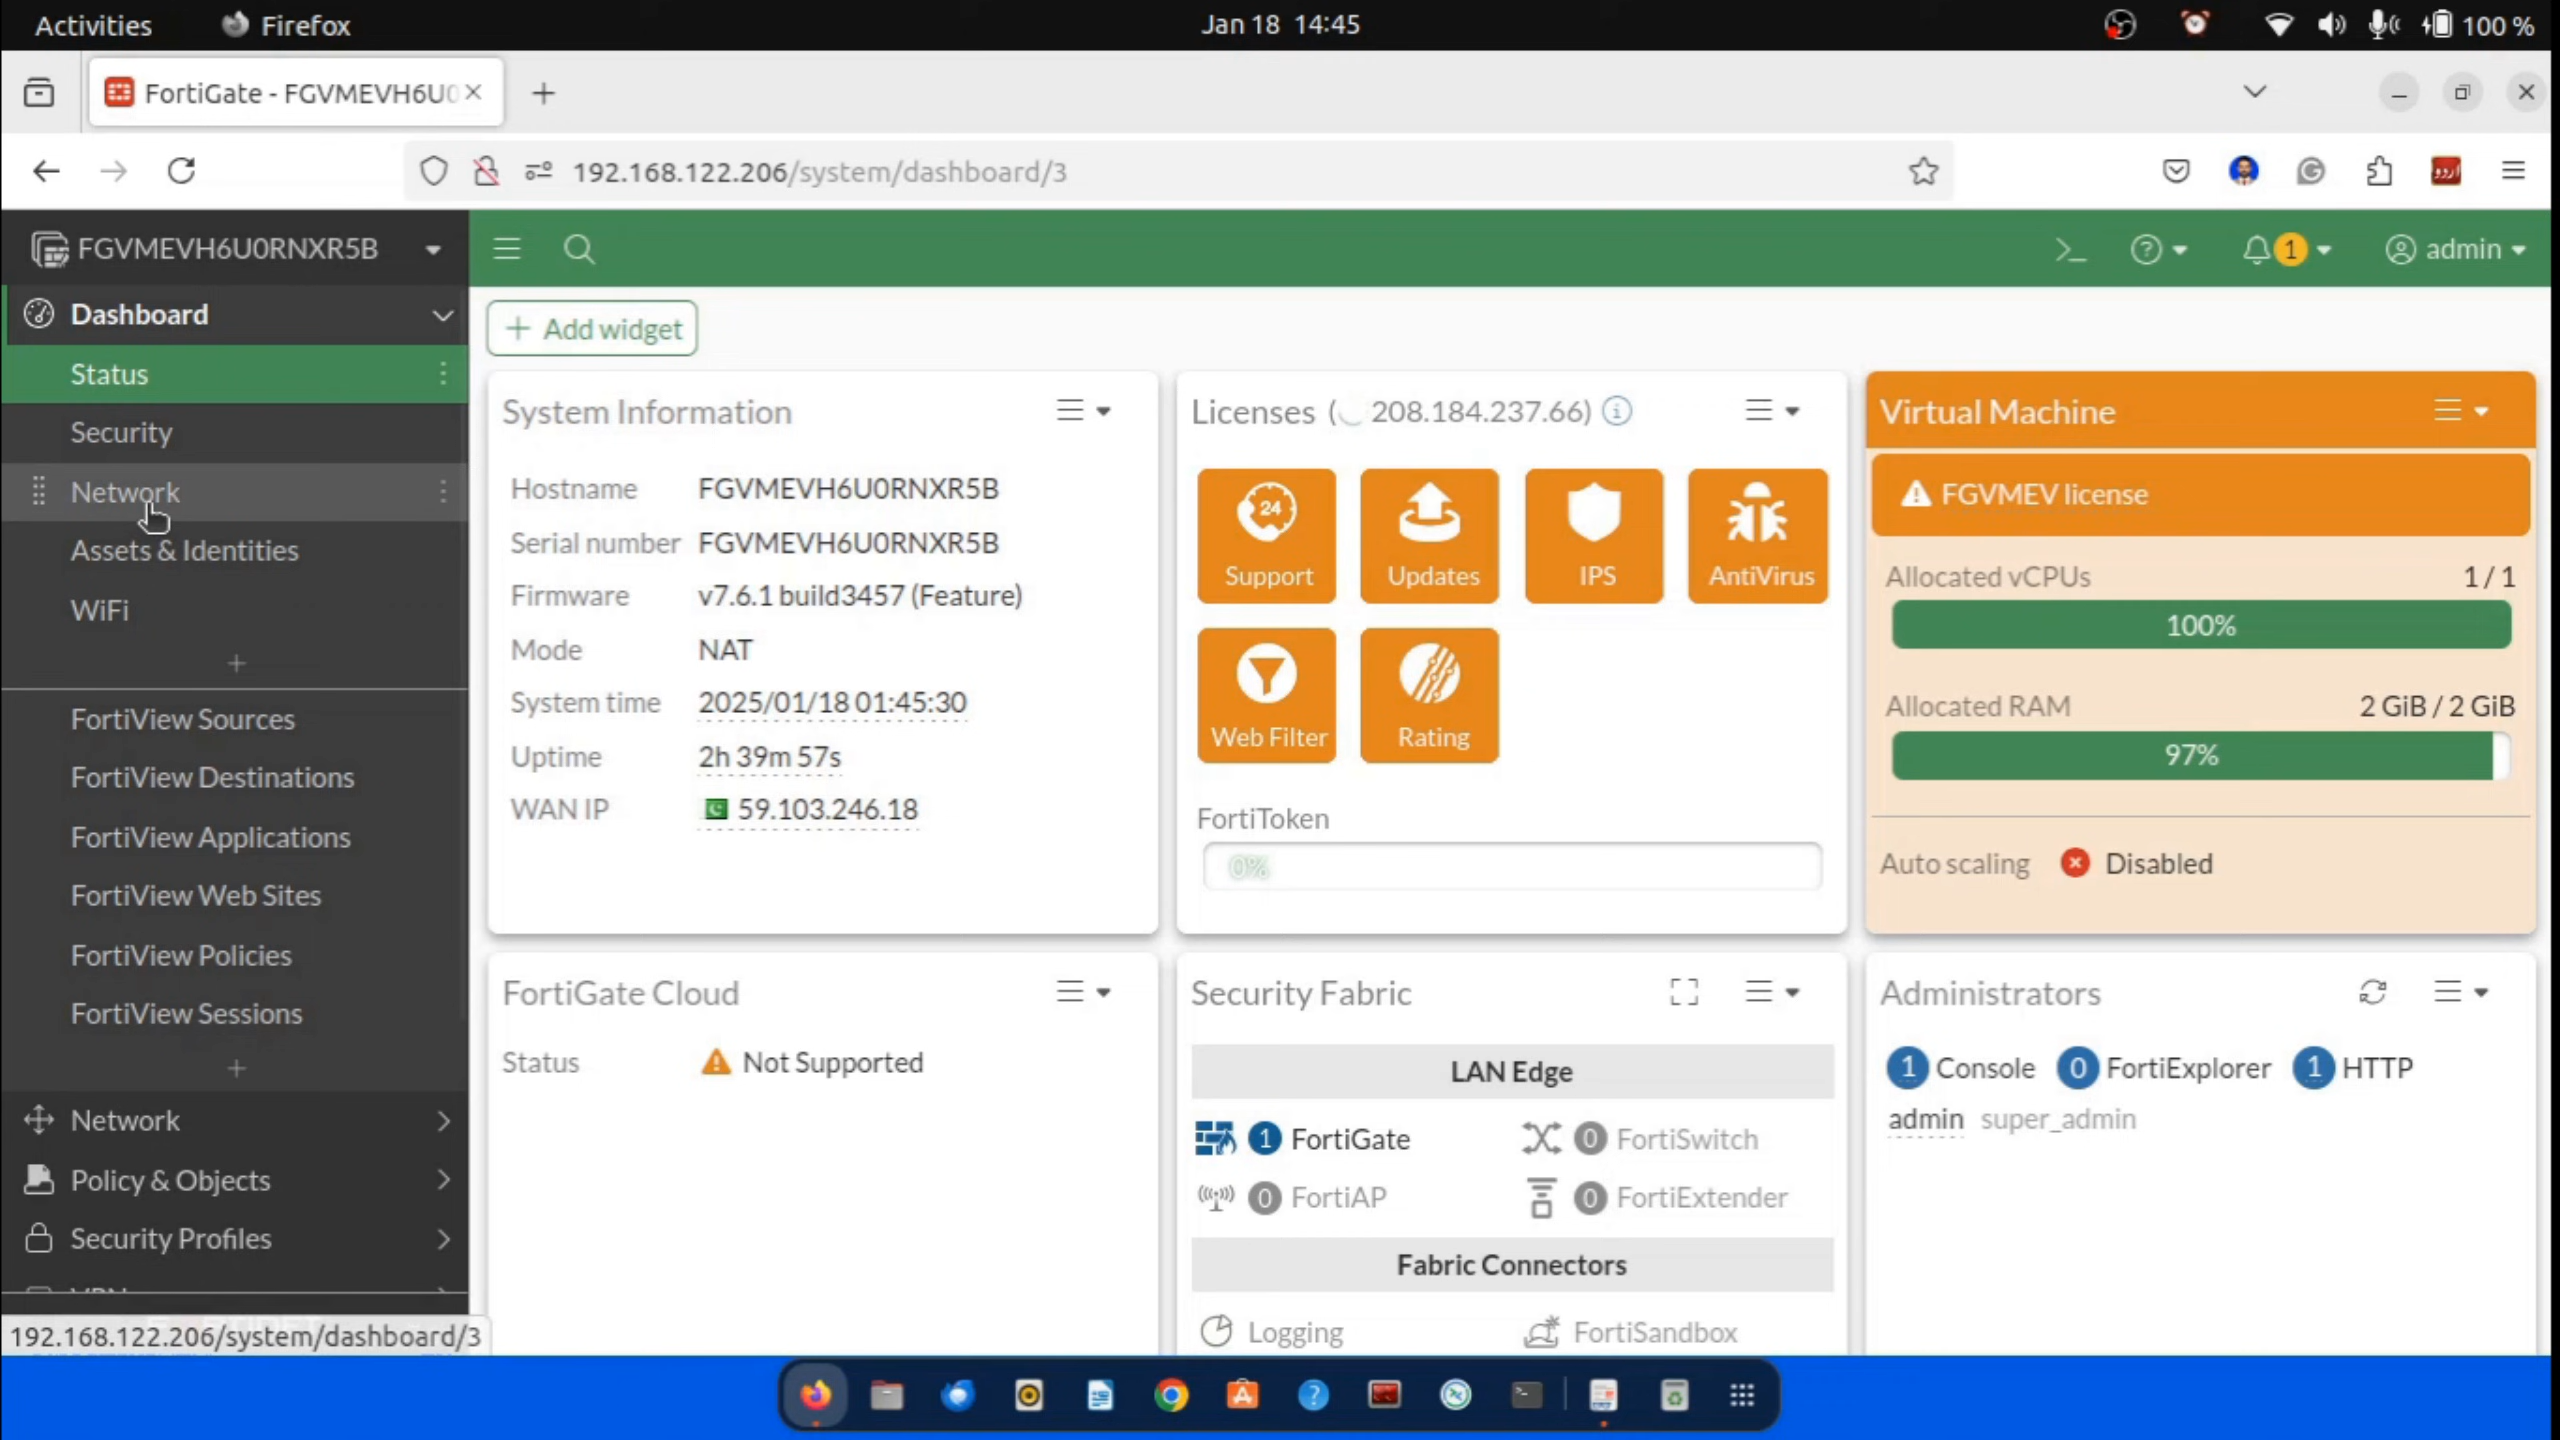 Activities
Firefox
Jan 18 14:45
100 %
FortiGate - FGVMEVH6U0
192.168.122.206/system/dashboard/3
FGVMEVH6U0RNXR5B
1
admin
Dashboard
Status
Security
Network
Assets & Identities
WiFi
FortiView Sources
FortiView Destinations
FortiView Applications
FortiView Web Sites
FortiView Policies
FortiView Sessions
Network
Policy & Objects
Security Profiles
192.168.122.206/system/dashboard/3
Add widget
System Information
Hostname FGVMEVH6U0RNXR5B
Serial number FGVMEVH6U0RNXR5B
Firmware v7.6.1 build3457 (Feature)
Mode NAT
System time 2025/01/18 01:45:30
Uptime 2h 39m 57s
WAN IP 59.103.246.18
Licenses (208.184.237.66)
24
Support
Updates
IPS
AntiVirus
Web Filter
Rating
FortiToken
0%
Virtual Machine
FGVMEV license
Allocated vCPUs 1 / 1
100%
Allocated RAM 2 GiB / 2 GiB
97%
Auto scaling Disabled
FortiGate Cloud
Status Not Supported
Security Fabric
LAN Edge
1 FortiGate
0 FortiSwitch
0 FortiAP
0 FortiExtender
Fabric Connectors
Logging
FortiSandbox
Administrators
1 Console 0 FortiExplorer 1 HTTP
admin super_admin